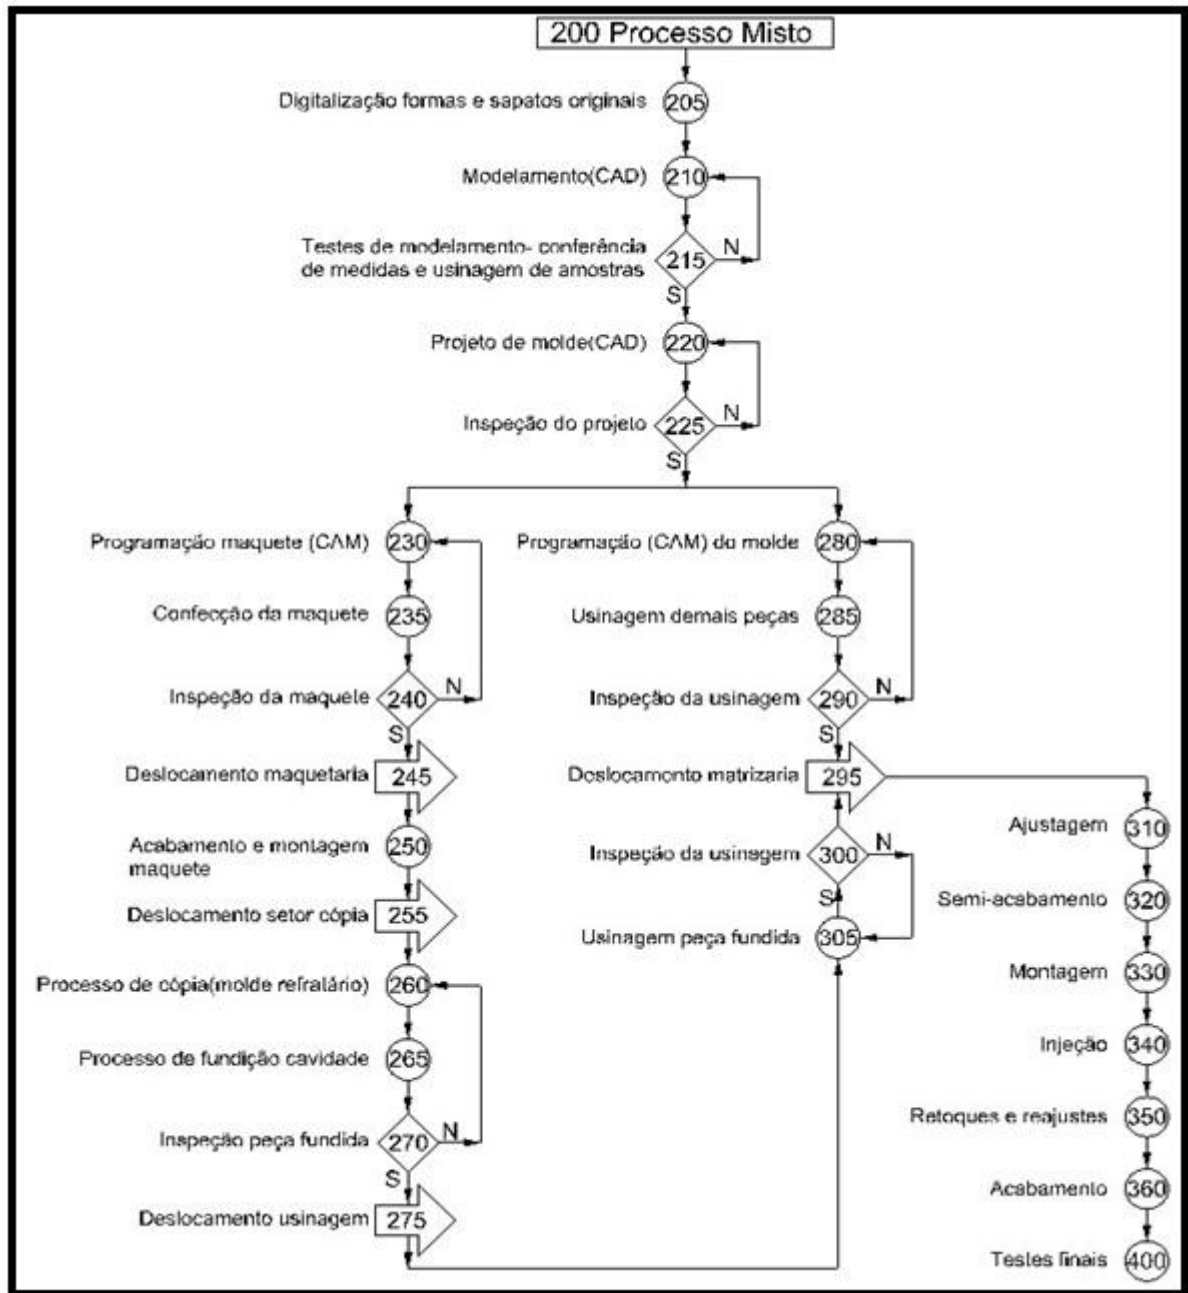 200 Processo Misto
Digitalização formas e sapatos originais
205
Modelamento(CAD)
210
Testes de modelamento- conferência
de medidas e usinagem de amostras
215
N
S
Projeto de molde(CAD)
220
Inspeção do projeto
225
N
S
Programação maquete (CAM)
230
Confecção da maquete
235
Inspeção da maquete
240
N
S
Deslocamento maquetaria
245
Acabamento e montagem
maquete
250
Deslocamento setor cópia
255
Processo de cópia(molde refratário)
260
Processo de fundição cavidade
265
Inspeção peça fundida
270
N
S
Deslocamento usinagem
275
Programação (CAM) do molde
280
Usinagem demais peças
285
Inspeção da usinagem
290
N
S
Deslocamento matrizaria
295
Inspeção da usinagem
300
N
S
Usinagem peça fundida
305
Ajustagem
310
Semi-acabamento
320
Montagem
330
Injeção
340
Retoques e reajustes
350
Acabamento
360
Testes finais
400